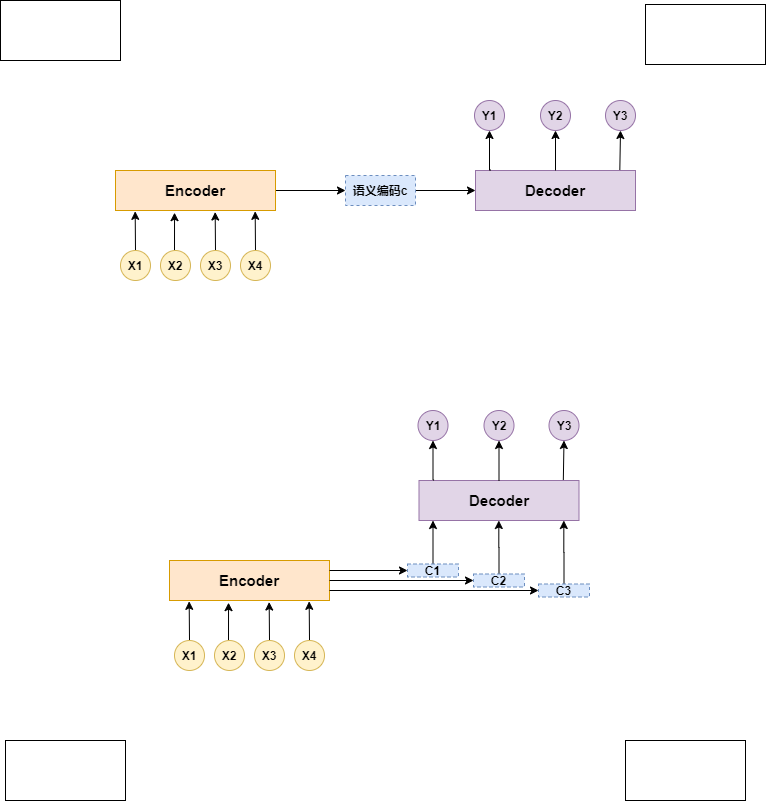 Y1 Y2 Y3
Encoder 语义编码c Decoder
X1 X2 X3 X4
Y1 Y2 Y3
Decoder
C1
Encoder C2
C3
X1 X2 X3 X4